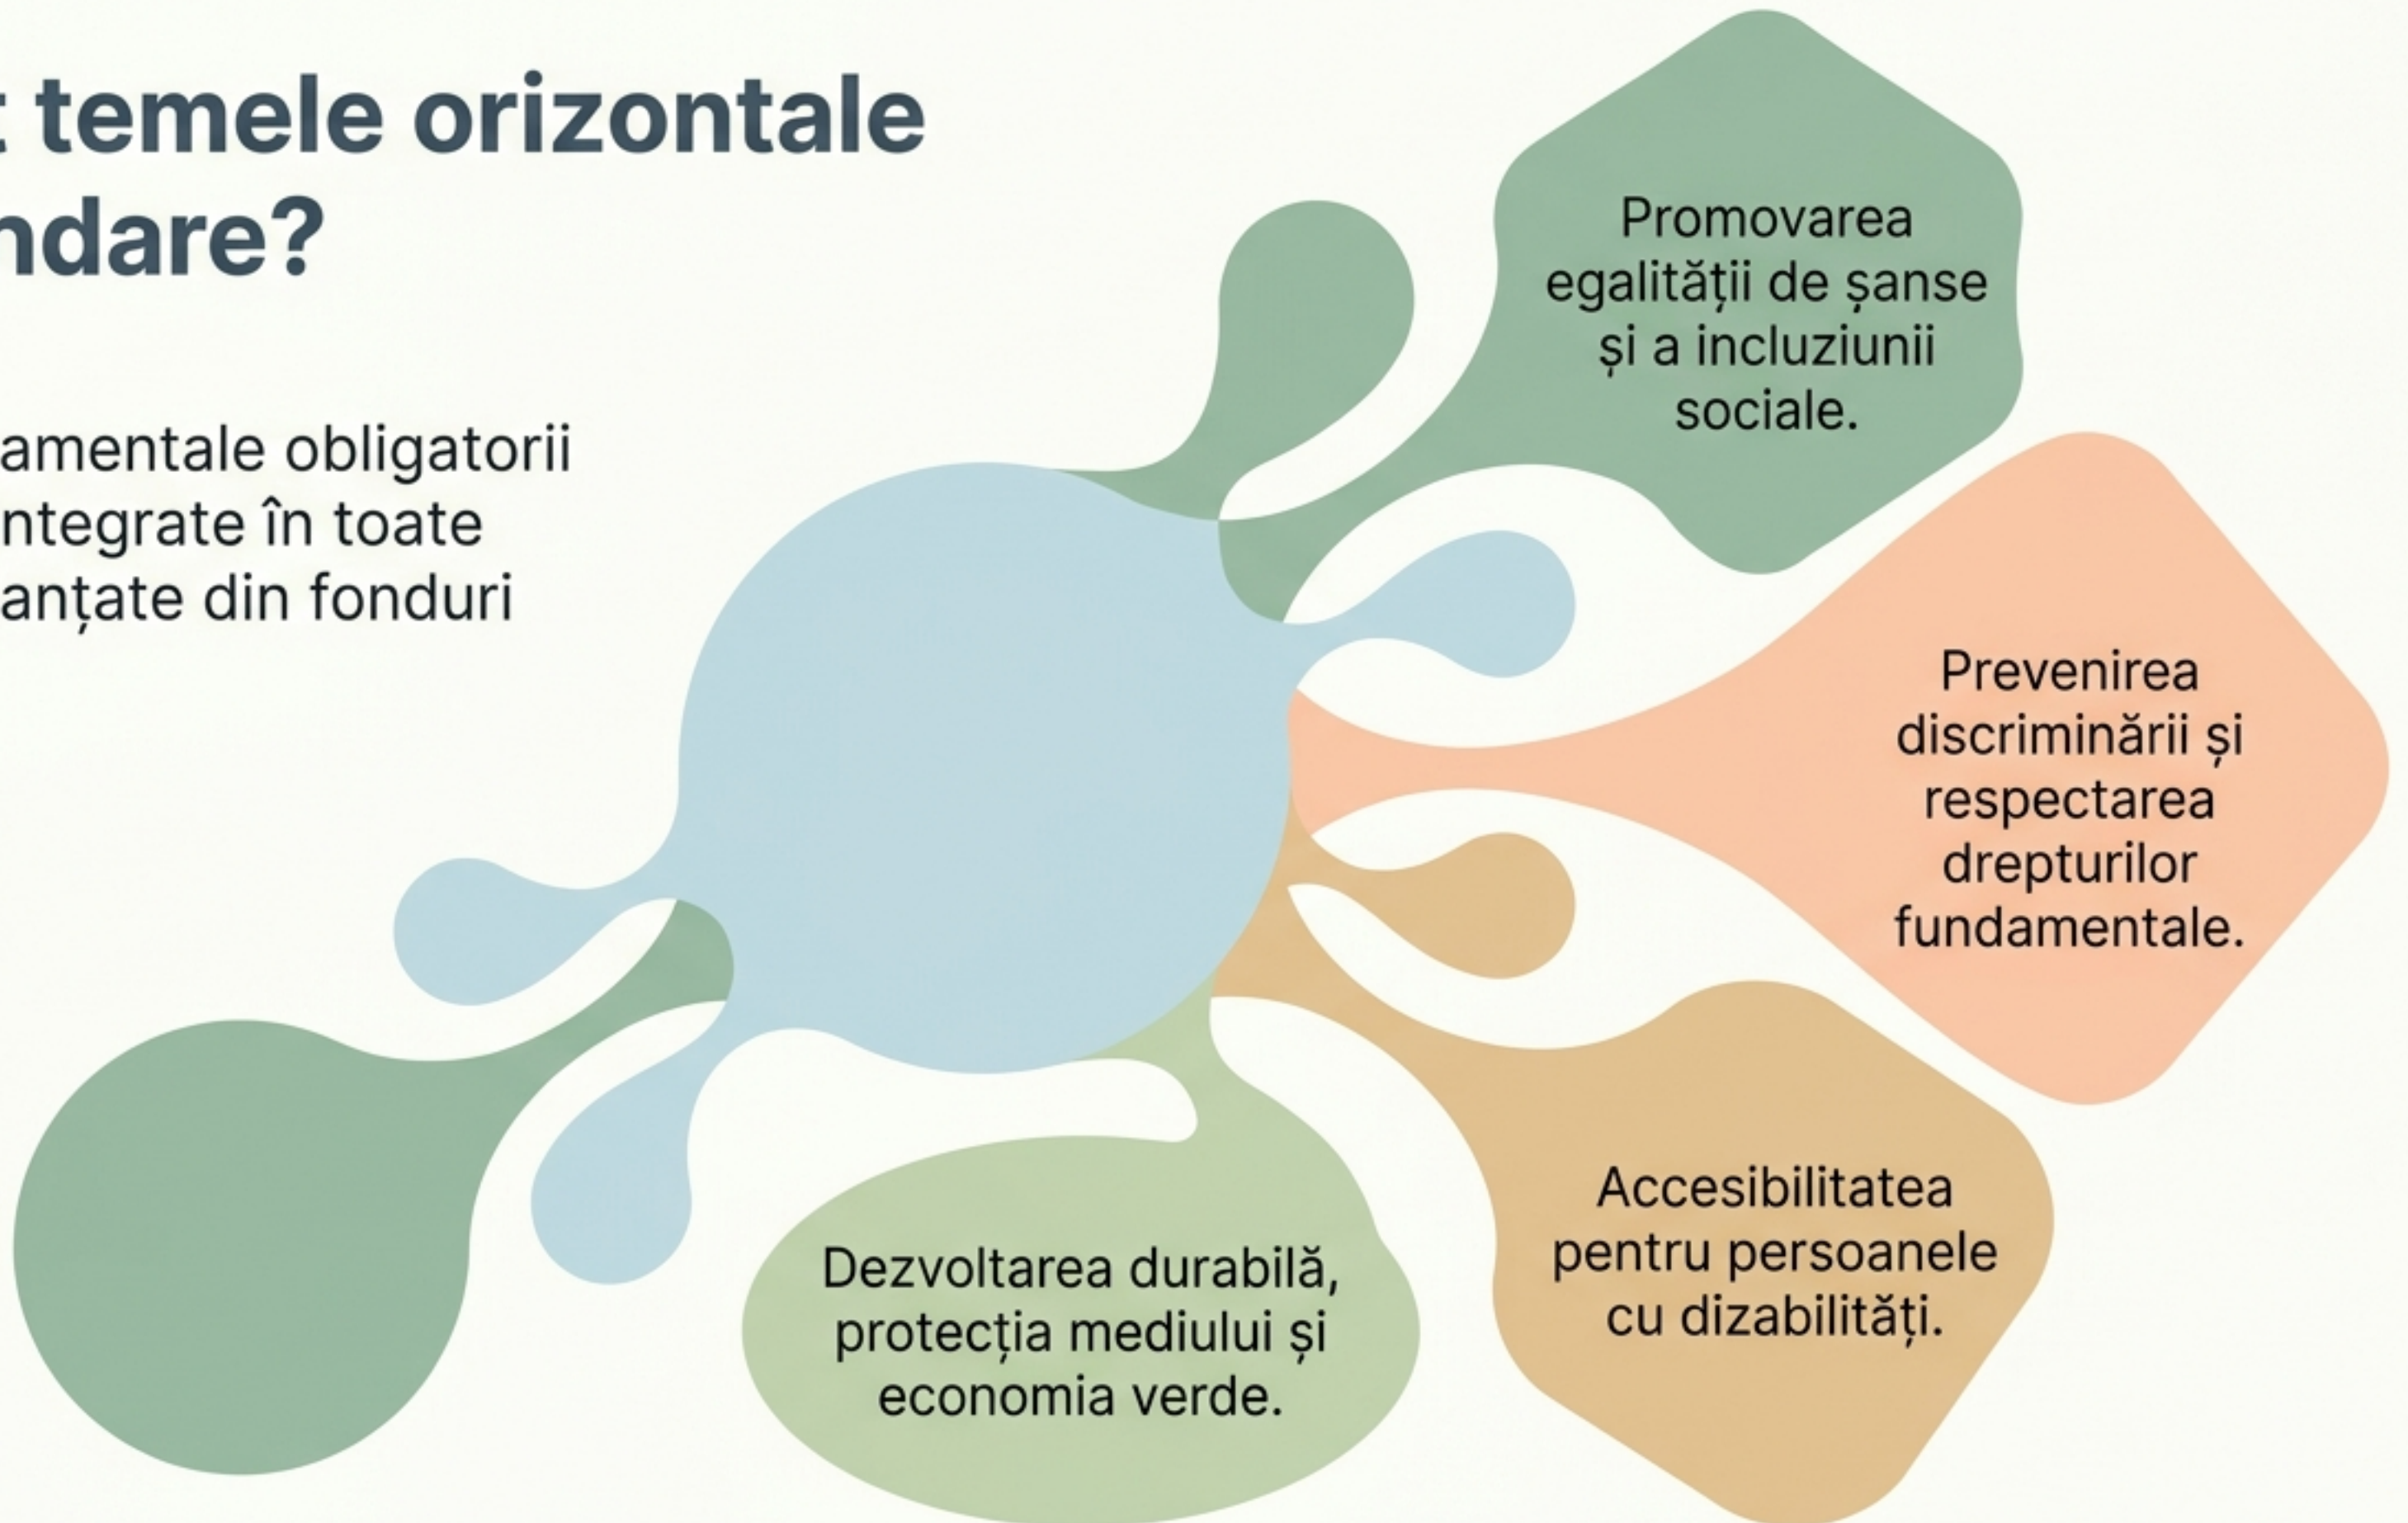 temele orizontale
ndare?
amentale obligatorii
ntegrate în toate
anțate din fonduri
Promovarea
egalității de șanse
și a incluziunii
sociale.
Prevenirea
discriminării și
respectarea
drepturilor
fundamentale.
Accesibilitatea
pentru persoanele
cu dizabilități.
Dezvoltarea durabilă,
protecția mediului și
economia verde.